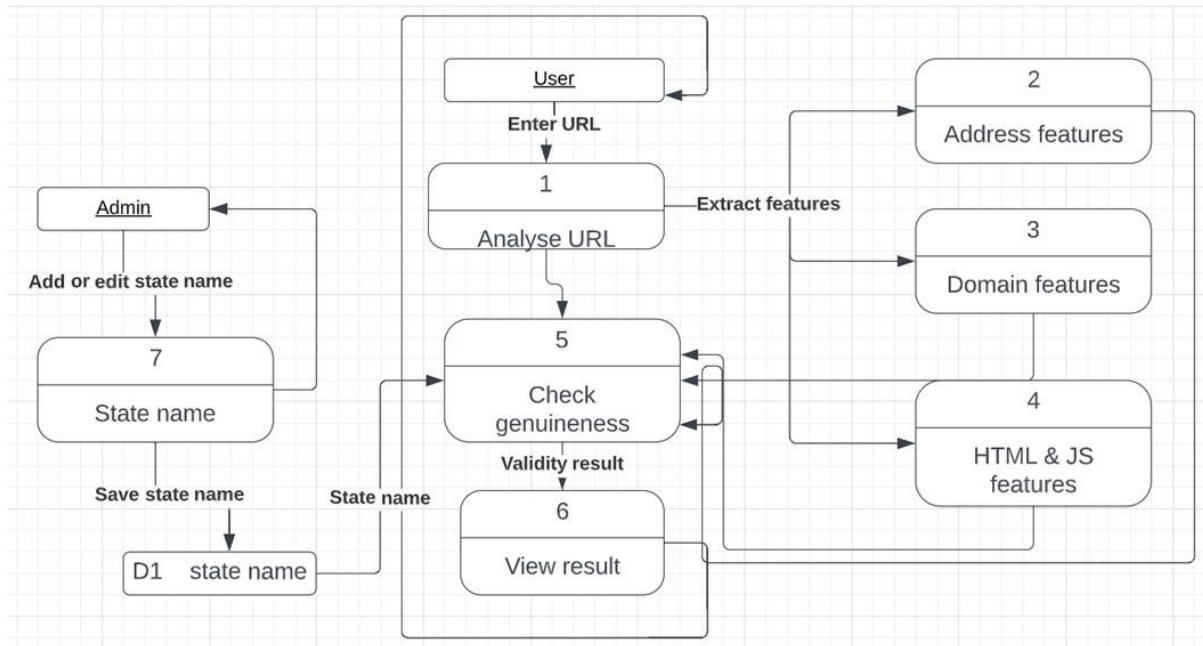 User
Enter URL
1
Analyse URL
Extract features
2
Address features
3
Domain features
4
HTML & JS
features
Admin
Add or edit state name
7
State name
Save state name
D1 state name
State name
5
Check
genuineness
Validity result
6
View result